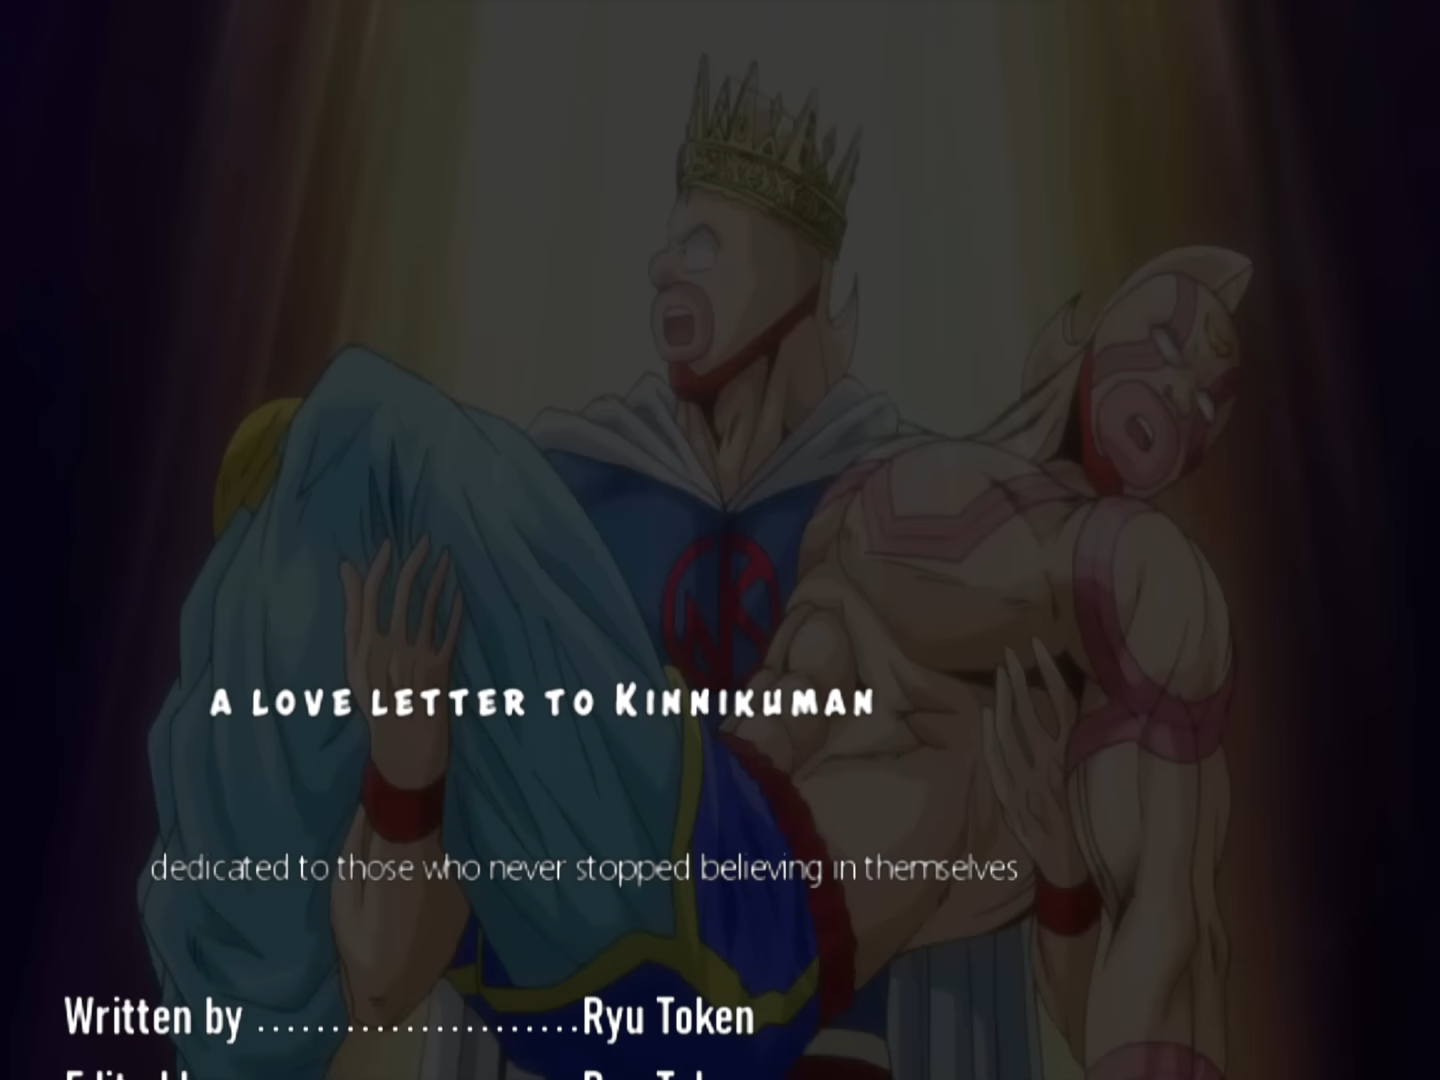 A LOVE LETTER TO KINNIKUMAN
dedicated to those who never stopped believing in themselves
Written by ......................Ryu Token